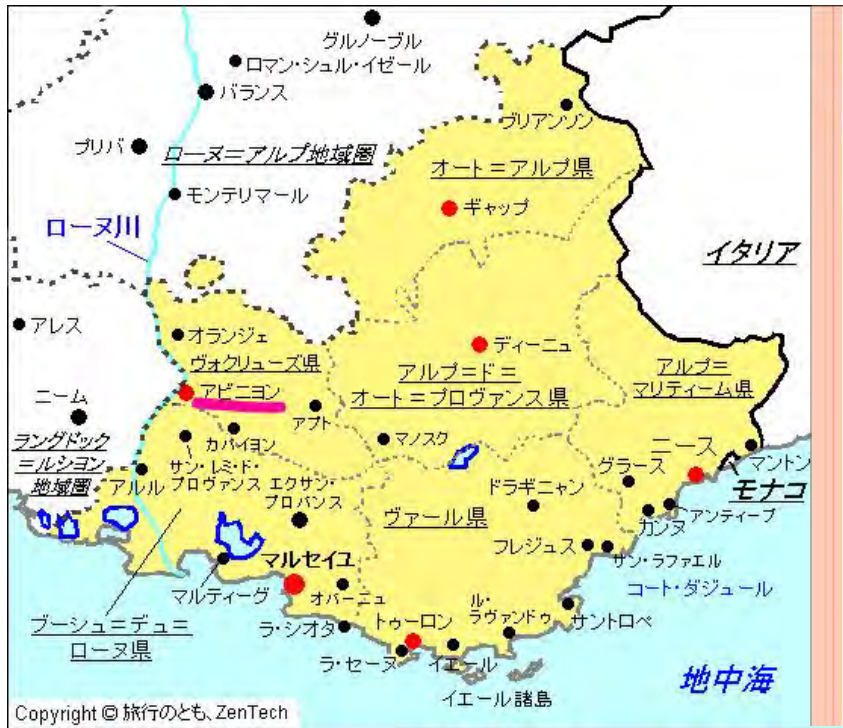 グルノーブル
ロマン・シュル・イゼール
バランス
ブリアンソン
プリバ
ローヌ＝アルプ地域圏
オート＝アルプ県
モンテリマール
ギャップ
ローヌ川
イタリア
アレス
オランジェ
ディーニュ
ヴォクリューズ県
アルプ＝ド＝
オート＝プロヴァンス県
アルプ＝
マリティーム県
アビニヨン
ニーム
アプト
マノスク
カバイヨン
ラングドック
＝ルション
地域圏
サン・レミ・ド・
プロヴァンス
アルル
エクサン・
プロバンス
ニース
マントン
モナコ
グラース
ドラギニャン
ヴァール県
カンヌ
アンティーブ
フレジュス
サン・ラファエル
コート・ダジュール
マルセイユ
マルティーグ
オバーニュ
ブーシュ＝デュ＝
ローヌ県
ラ・シオタ
トゥーロン
ル・
ラヴァンドゥ
サントロペ
ラ・セーヌ
イエール
イエール諸島
地中海
Copyright © 旅行のとも、ZenTech